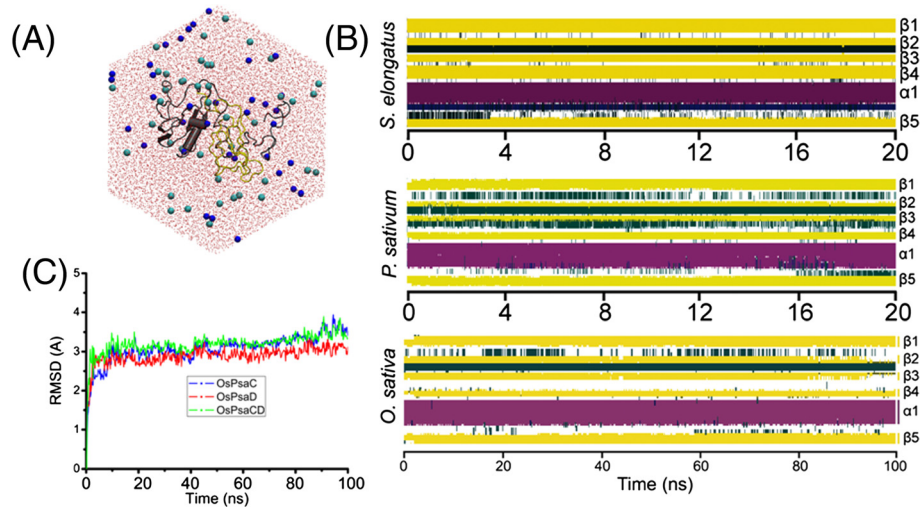 (A)
(B)
S. elongatus
β1
β2
β3
β4
α1
β5
0 4 8 12 16 20
P. sativum
β1
β2
β3
β4
α1
β5
0 4 8 12 16 20
O. sativa
β1
β2
β3
β4
α1
β5
0 20 40 60 80 100
Time (ns)
(C)
RMSD (A)
5
4
3
2
1
0
OsPsaC
OsPsaD
OsPsaCD
0 20 40 60 80 100
Time (ns)